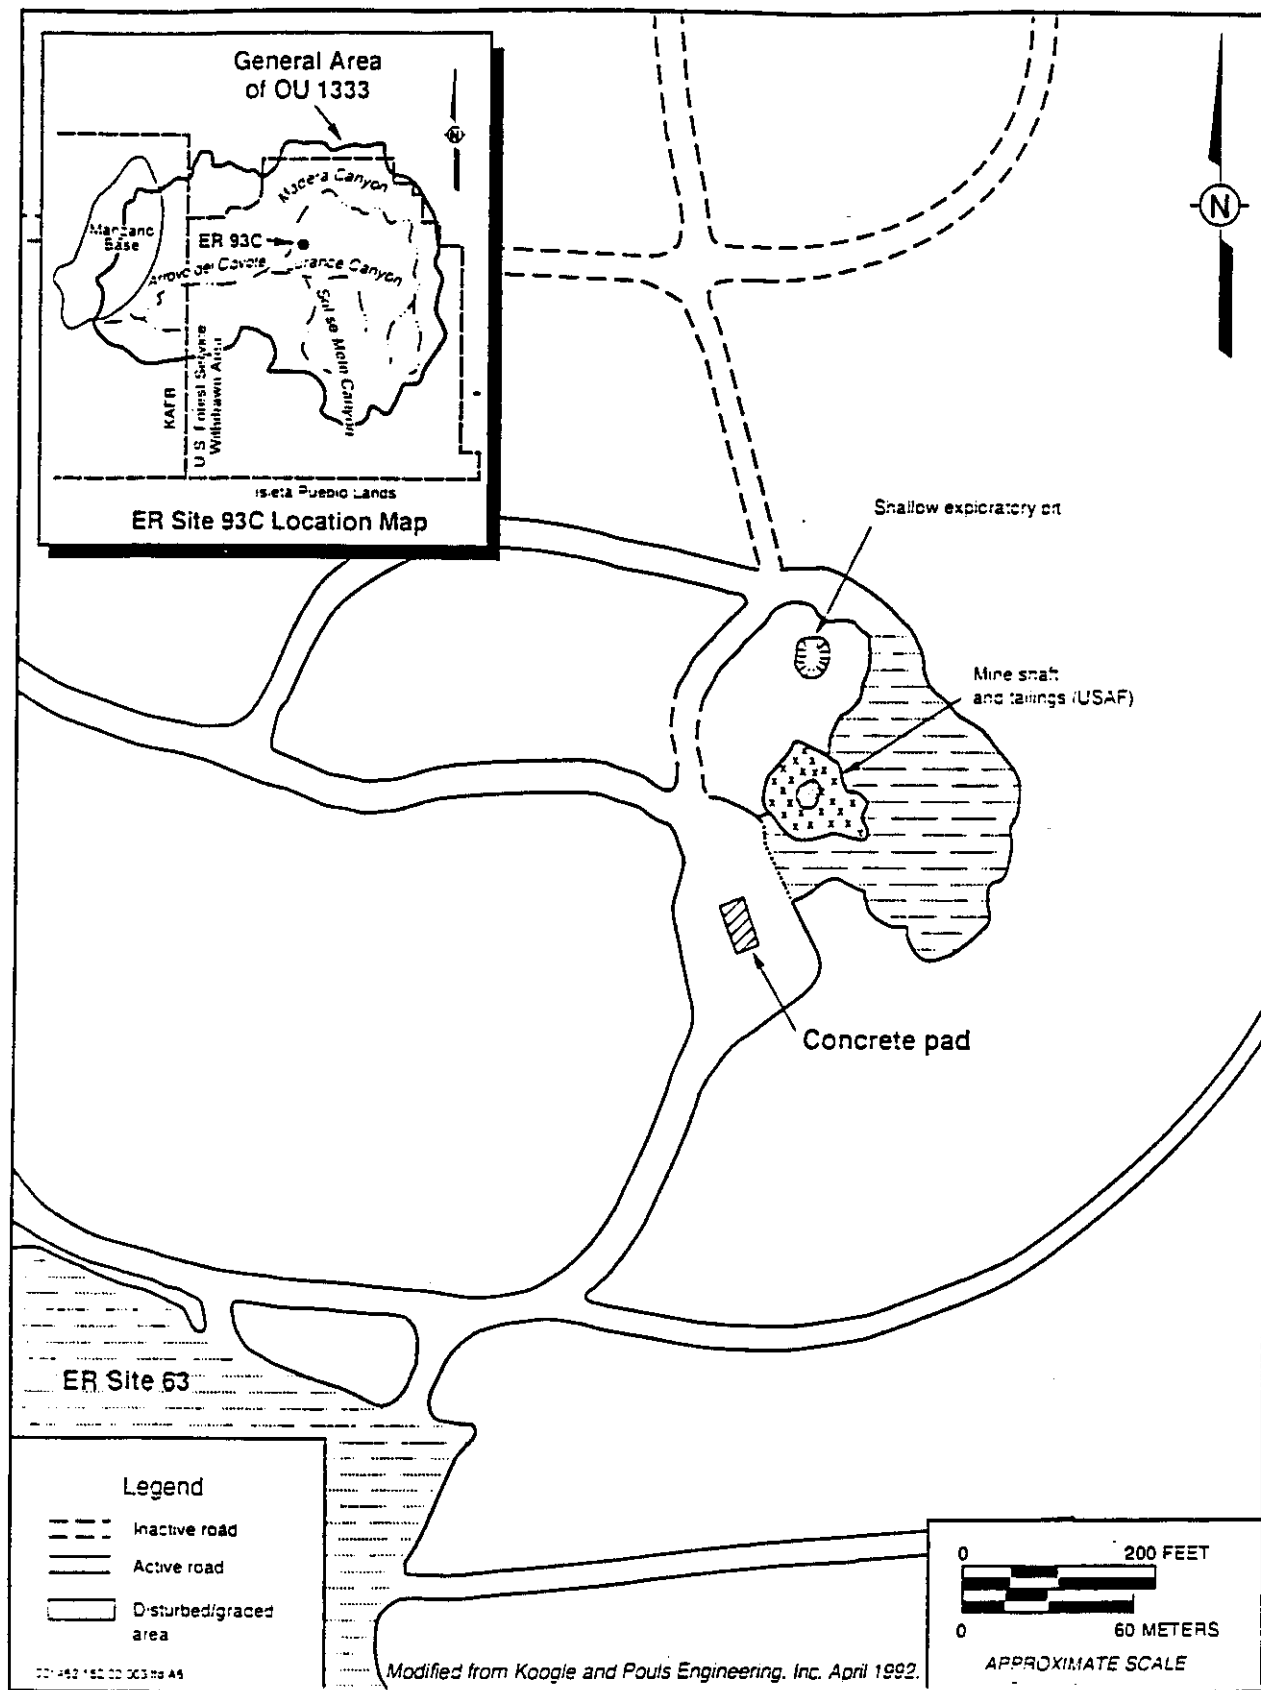 General Area
of OU 1333
N
Madera Canyon
Manzano
Base
ER 93C
Arroyo del Coyote
Lurance Canyon
Sol se Mete Canyon
KAFB
U.S. Forest Service
Withdrawn Area
Isleta Pueblo Lands
ER Site 93C Location Map
N
Shallow exploratory pit
Mine shaft
and tailings (USAF)
Concrete pad
ER Site 63
Legend
Inactive road
Active road
Disturbed/graded
area
Modified from Koogle and Pouls Engineering, Inc. April 1992.
0 200 FEET
0 60 METERS
APPROXIMATE SCALE